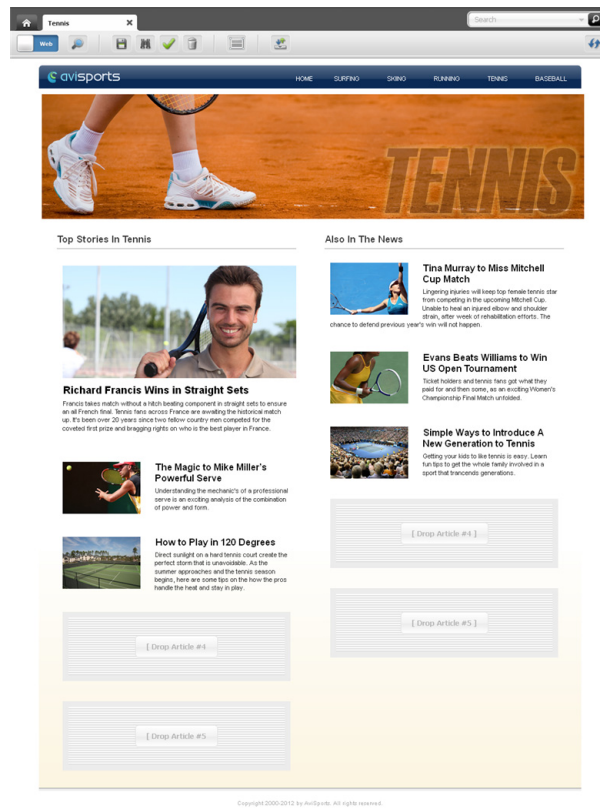 Tennis
Search
Web
avisports
HOME SURFING SKIING RUNNING TENNIS BASEBALL
TENNIS
Top Stories In Tennis
Richard Francis Wins in Straight Sets
Francis takes match without a hitch beating component in straight sets to ensure
an all French final. Tennis fans across France are awaiting the historical match
up. It's been over 20 years since two fellow country men competed for the
coveted first prize and bragging rights on who is the best player in France.
The Magic to Mike Miller's
Powerful Serve
Understanding the mechanic's of a professional
serve is an exciting analysis of the combination
of power and form.
How to Play in 120 Degrees
Direct sunlight on a hard tennis court create the
perfect storm that is unavoidable. As the
summer approaches and the tennis season
begins, here are some tips on the how the pros
handle the heat and stay in play.
[ Drop Article #4
[ Drop Article #5
Also In The News
Tina Murray to Miss Mitchell
Cup Match
Lingering injuries will keep top female tennis star
from competing in the upcoming Mitchell Cup.
Unable to heal an injured elbow and shoulder
strain, after week of rehabilitation efforts. The
chance to defend previous year's win will not happen.
Evans Beats Williams to Win
US Open Tournament
Ticket holders and tennis fans got what they
paid for and then some, as an exciting Women's
Championship Final Match unfolded.
Simple Ways to Introduce A
New Generation to Tennis
Getting your kids to like tennis is easy. Learn
fun tips to get the whole family involved in a
sport that trancends generations.
[ Drop Article #4 ]
[ Drop Article #5 ]
Copyright 2000-2012 by AviSports. All rights reserved.